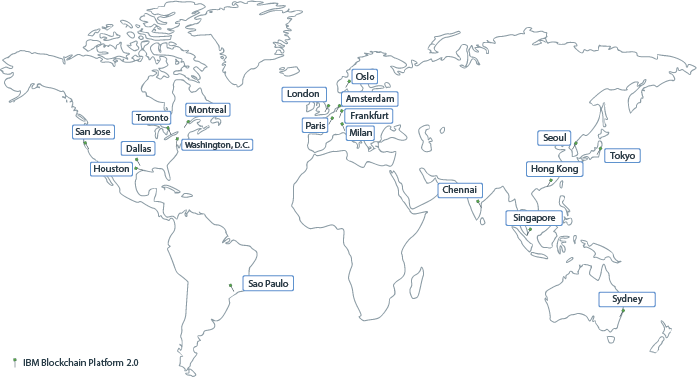 Oslo
London
Amsterdam
Montreal
Toronto
Frankfurt
Paris
San Jose
Milan
Seoul
Washington, D.C.
Dallas
Tokyo
Houston
Hong Kong
Chennai
Singapore
Sao Paulo
Sydney
IBM Blockchain Platform 2.0